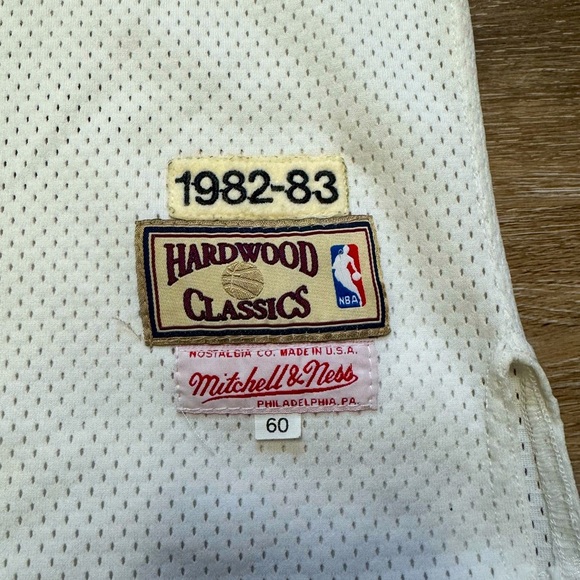 1982-83
HARDWOOD
CLASSICS
NBA
NOSTALGIA CO. MADE IN U.S.A.
Mitchell & Ness
PHILADELPHIA, PA.
60